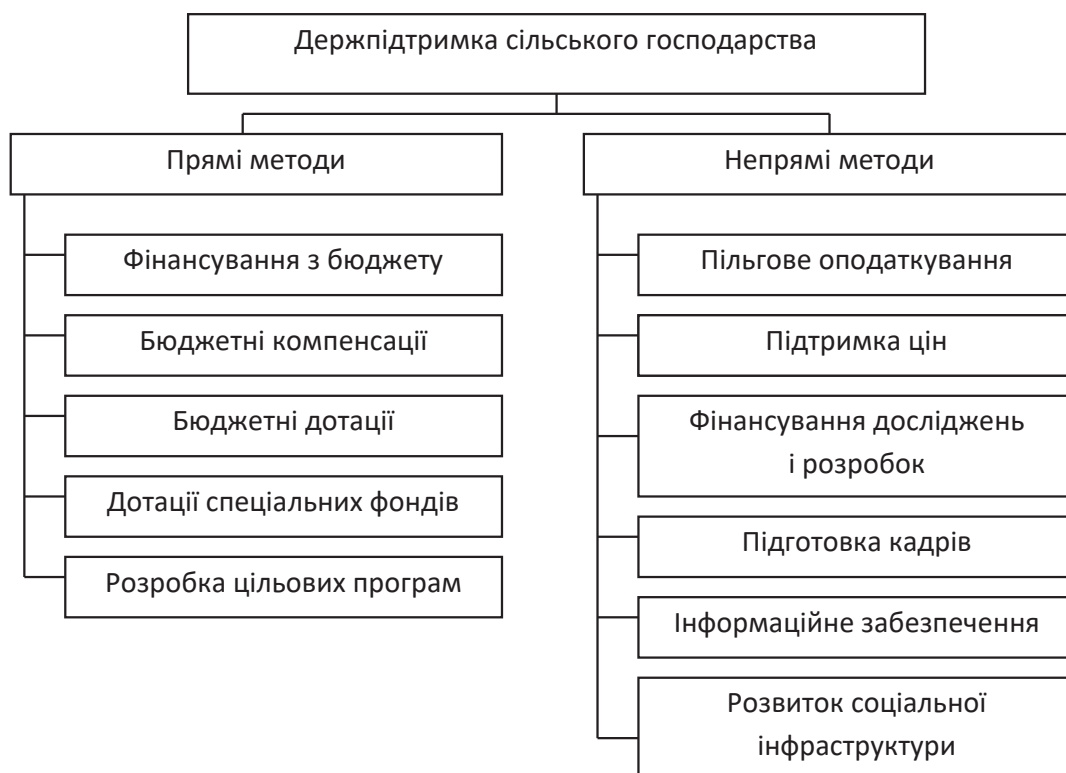 Держпідтримка сільського господарства
Прямі методи
Фінансування з бюджету
Бюджетні компенсації
Бюджетні дотації
Дотації спеціальних фондів
Розробка цільових програм
Непрямі методи
Пільгове оподаткування
Підтримка цін
Фінансування досліджень
і розробок
Підготовка кадрів
Інформаційне забезпечення
Розвиток соціальної
інфраструктури